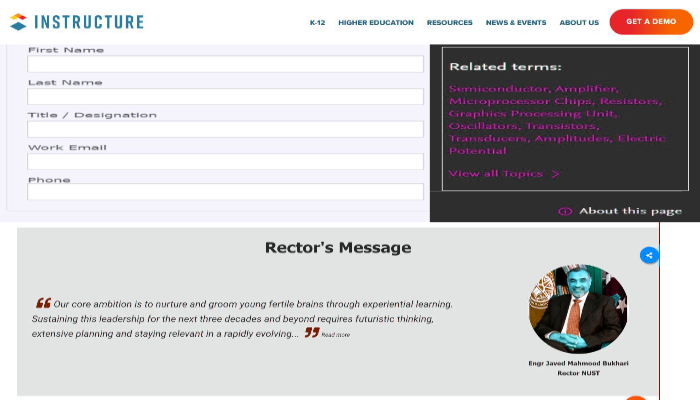 INSTRUCTURE
K-12 HIGHER EDUCATION RESOURCES NEWS & EVENTS ABOUT US GET A DEMO
First Name
Last Name
Title / Designation
Work Email
Phone
Related terms:
Semiconductor, Amplifier,
Microprocessor Chips, Resistors,
Graphics Processing Unit,
Oscillators, Transistors,
Transducers, Amplitudes, Electric
Potential
View all Topics >
About this page
Rector's Message
❝ Our core ambition is to nurture and groom young fertile brains through experiential learning.
Sustaining this leadership for the next three decades and beyond requires futuristic thinking,
extensive planning and staying relevant in a rapidly evolving... ❞ Read more
Engr Javed Mahmood Bukhari
Rector NUST